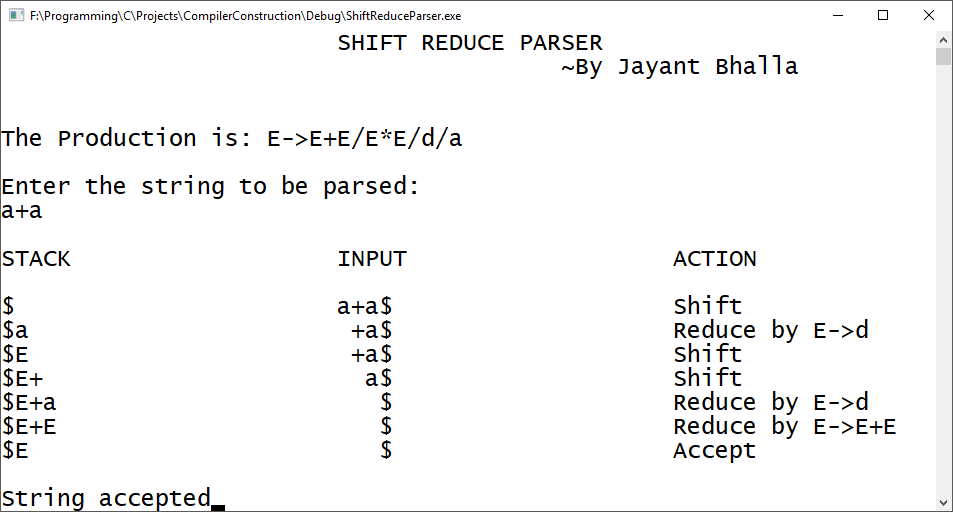 F:\Programming\C\Projects\CompilerConstruction\Debug\ShiftReduceParser.exe
SHIFT REDUCE PARSER
~By Jayant Bhalla
The Production is: E->E+E/E*E/d/a
Enter the string to be parsed:
a+a
STACK INPUT ACTION
$ a+a$ Shift
$a +a$ Reduce by E->d
$E +a$ Shift
$E+ a$ Shift
$E+a $ Reduce by E->d
$E+E $ Reduce by E->E+E
$E $ Accept
String accepted